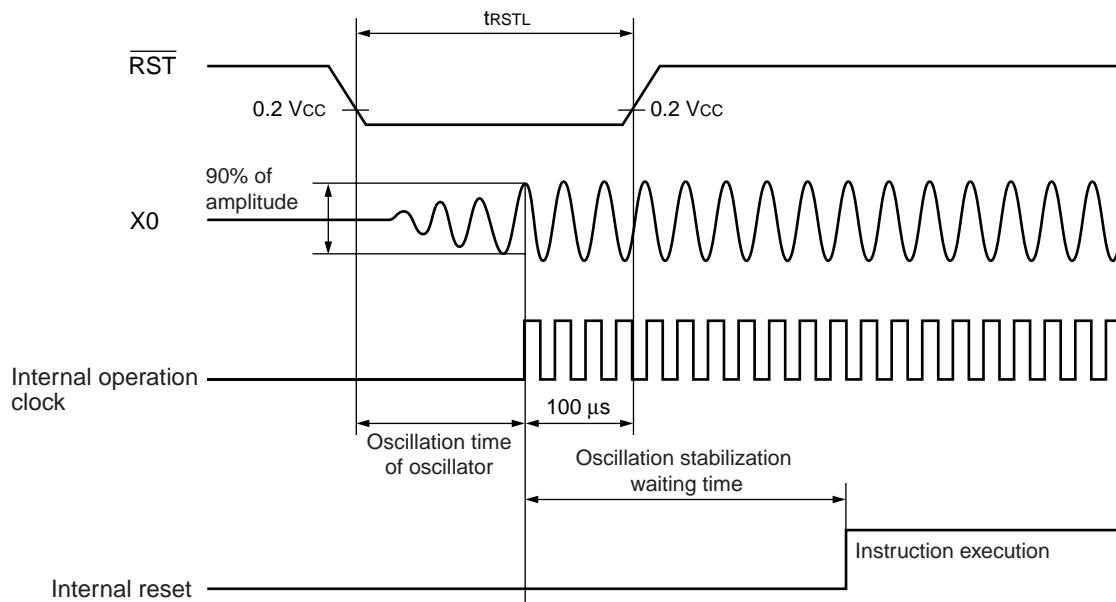 tRSTL
RST
0.2 VCC
0.2 VCC
90% of
amplitude
X0
Internal operation
clock
100 μs
Oscillation time
of oscillator
Oscillation stabilization
waiting time
Instruction execution
Internal reset